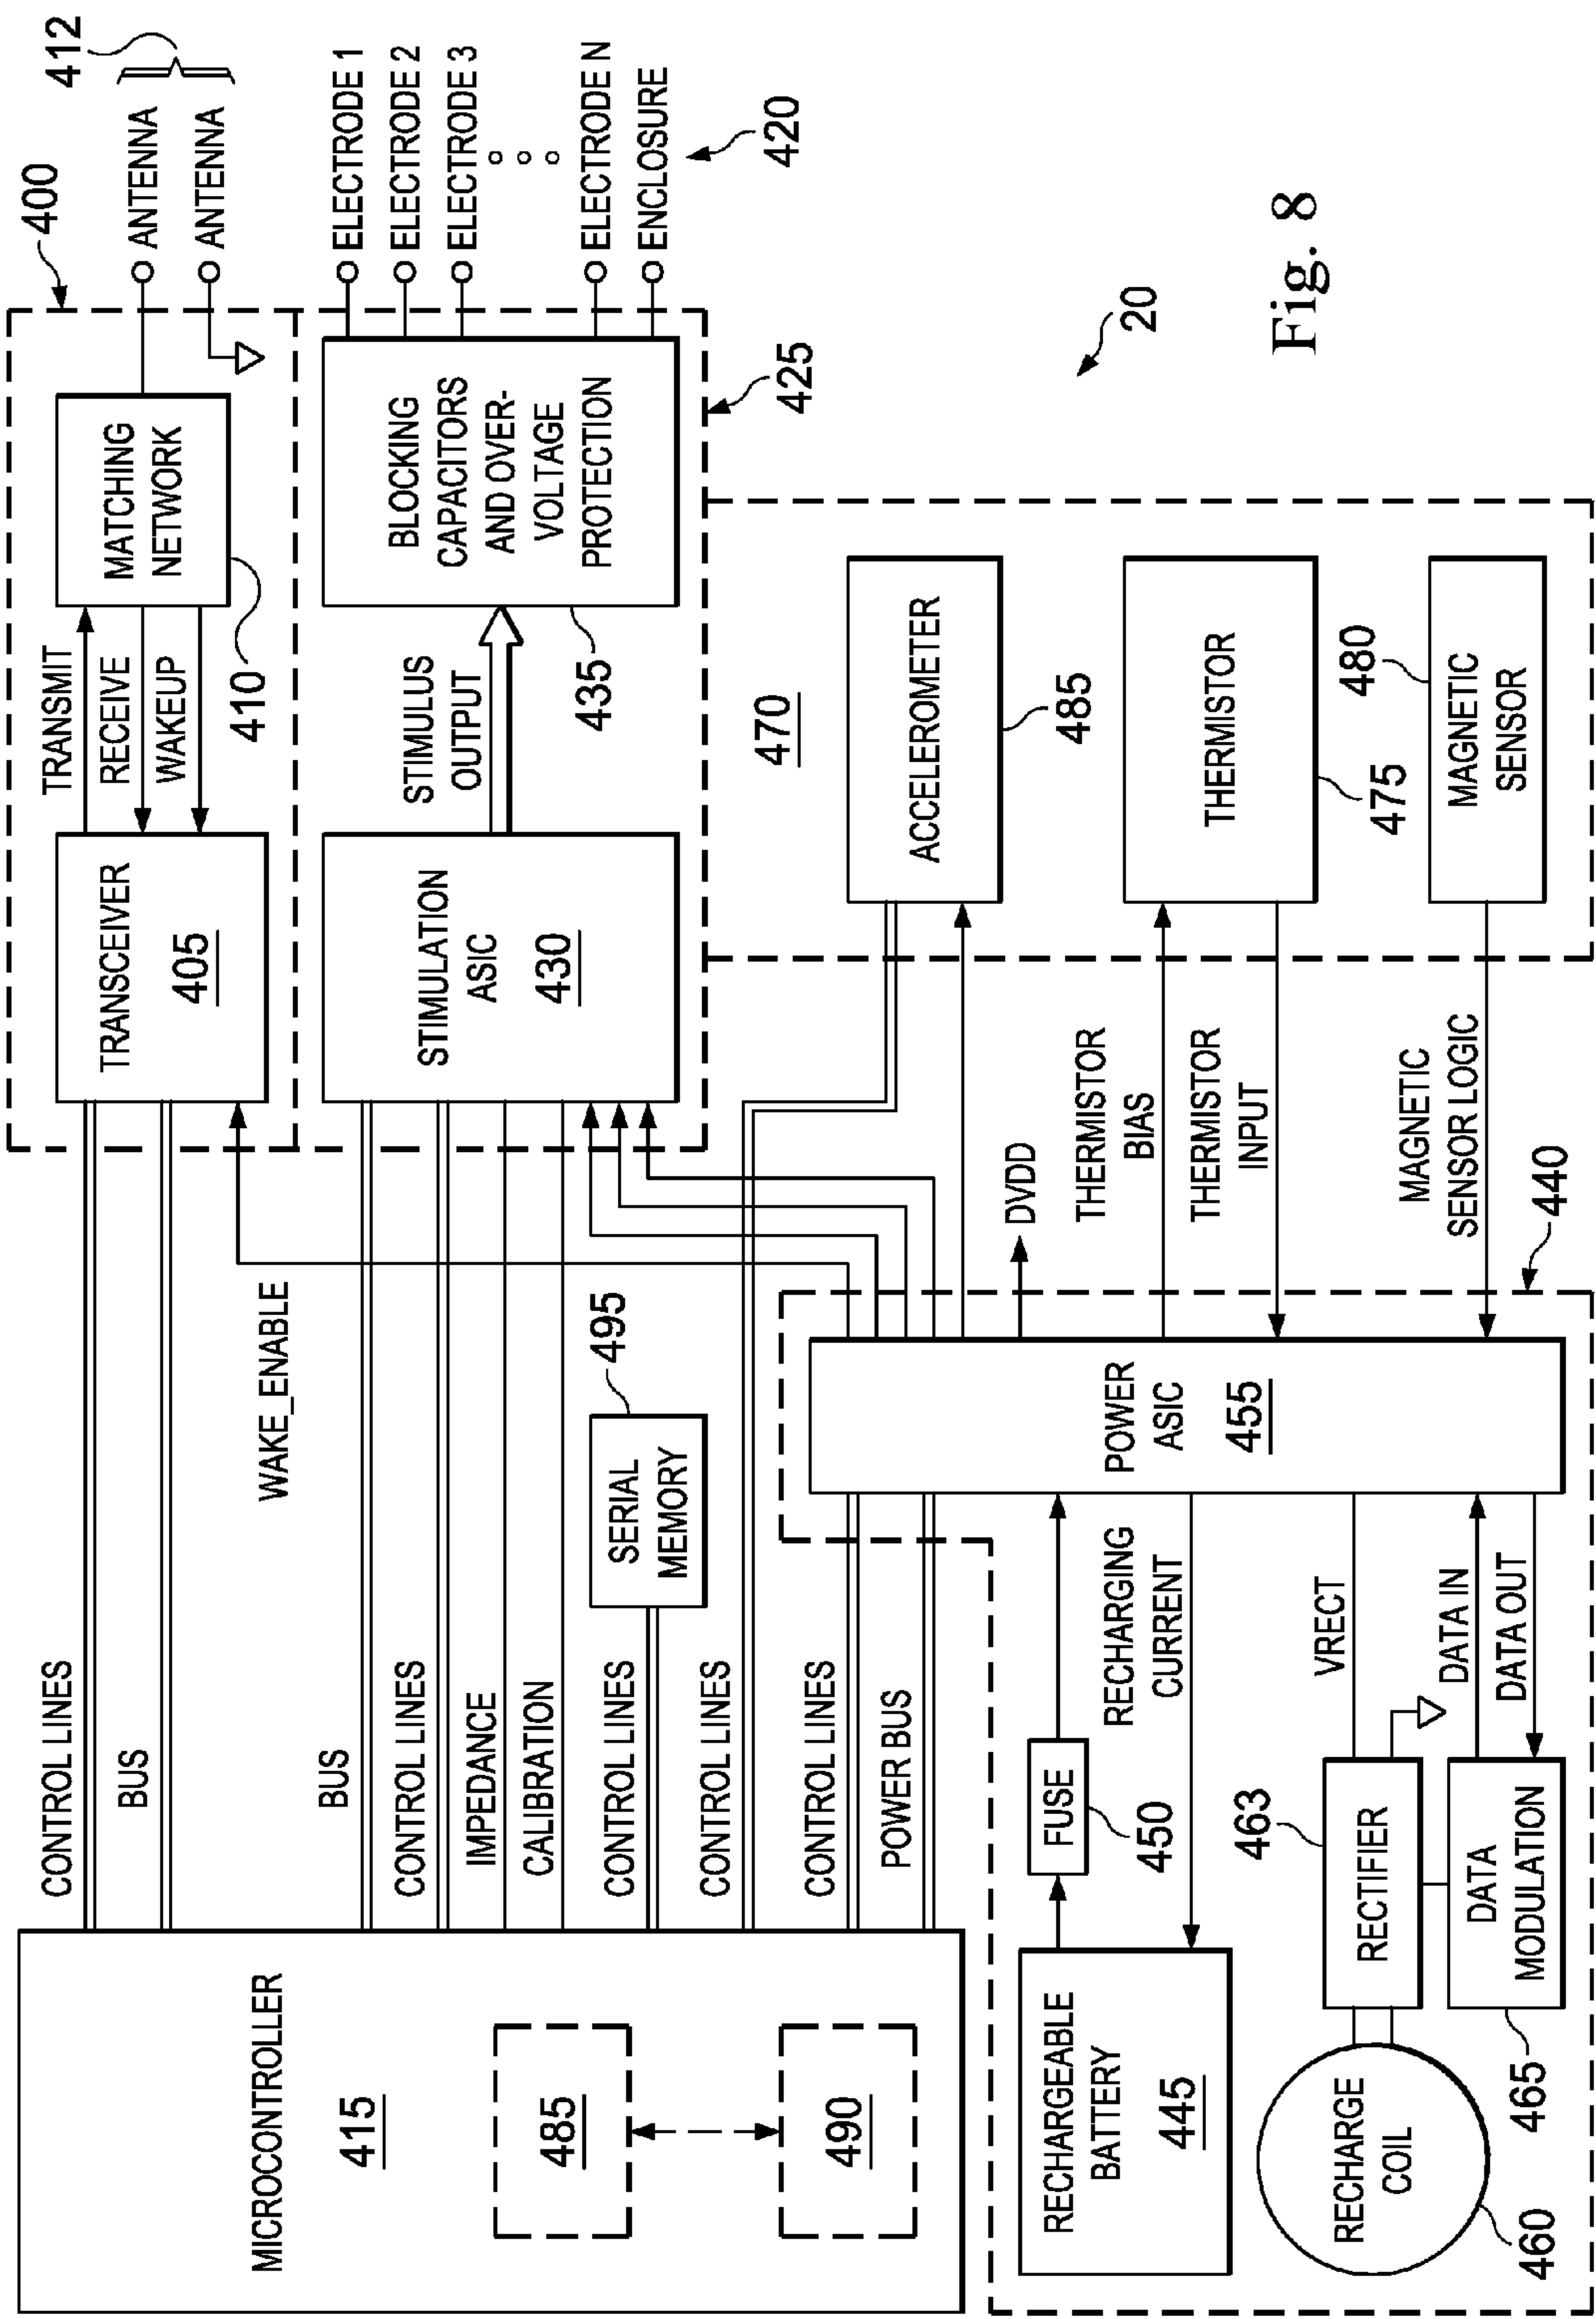 MICROCONTROLLER
415
485
490
CONTROL LINES
BUS
WAKE_ENABLE
BUS
CONTROL LINES
IMPEDANCE
CALIBRATION
CONTROL LINES
CONTROL LINES
CONTROL LINES
POWER BUS
SERIAL
MEMORY
495
TRANSCEIVER
405
TRANSMIT
RECEIVE
WAKEUP
MATCHING
NETWORK
410
400
ANTENNA
ANTENNA
412
STIMULATION
ASIC
430
STIMULUS
OUTPUT
BLOCKING
CAPACITORS
AND OVER-
VOLTAGE
PROTECTION
435
425
ELECTRODE 1
ELECTRODE 2
ELECTRODE 3
ELECTRODE N
ENCLOSURE
420
470
ACCELEROMETER
485
THERMISTOR
475
MAGNETIC
SENSOR
480
DVDD
THERMISTOR
BIAS
THERMISTOR
INPUT
MAGNETIC
SENSOR LOGIC
440
POWER
ASIC
455
RECHARGEABLE
BATTERY
445
FUSE
450
RECHARGING
CURRENT
RECHARGE
COIL
460
RECTIFIER
463
VRECT
DATA
MODULATION
465
DATA IN
DATA OUT
20
Fig. 8